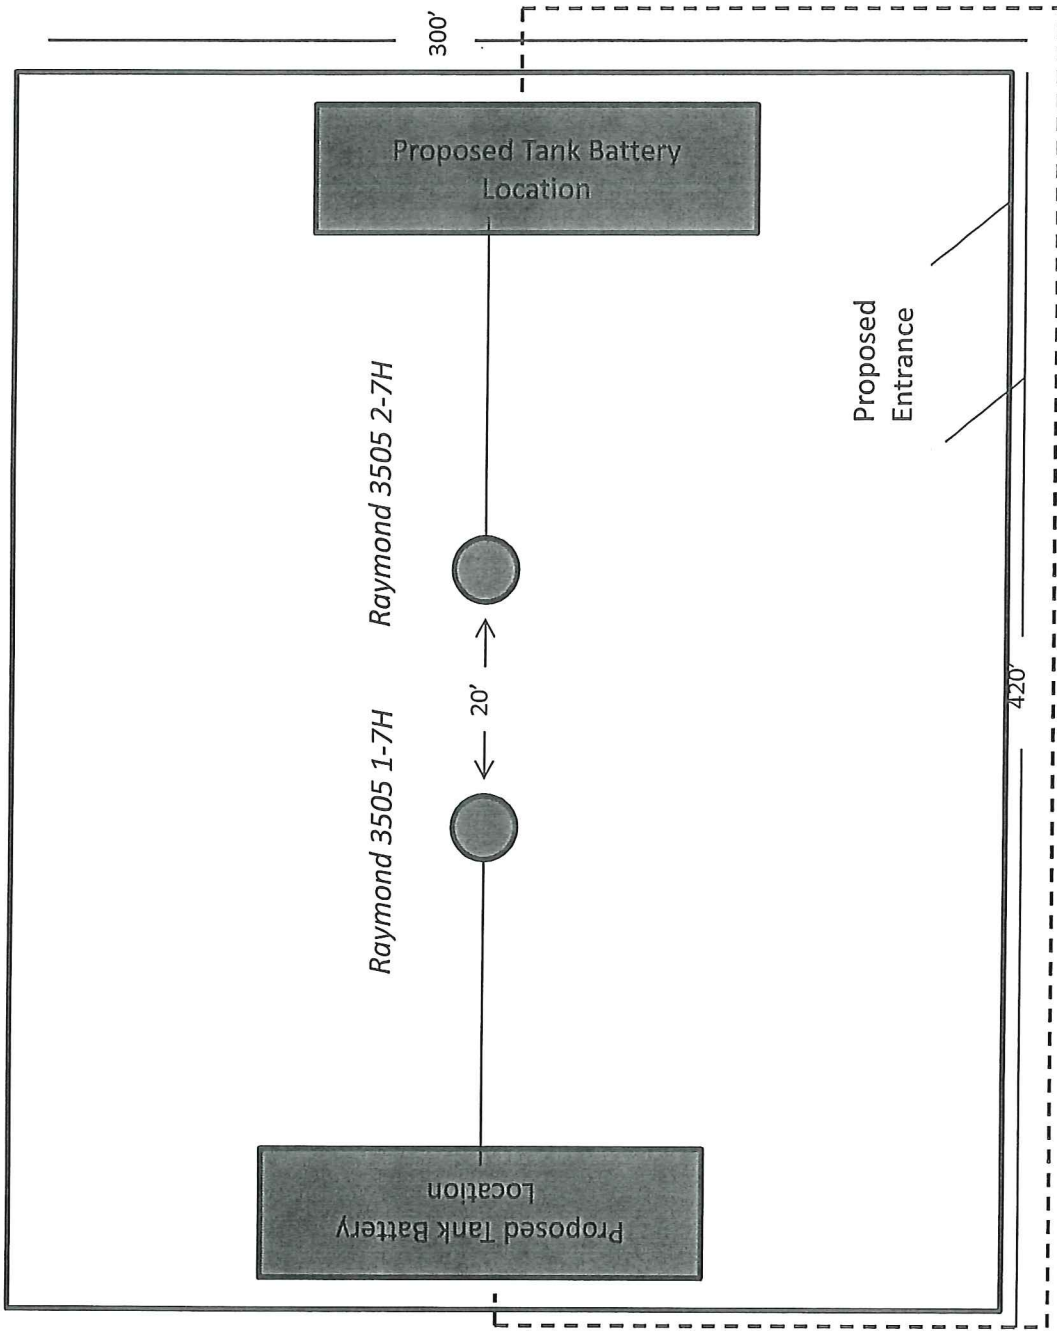 300’
Proposed Tank Battery
Location
Raymond 3505 2-7H
Proposed
Entrance
20’
420’
Raymond 3505 1-7H
Proposed Tank Battery
Location